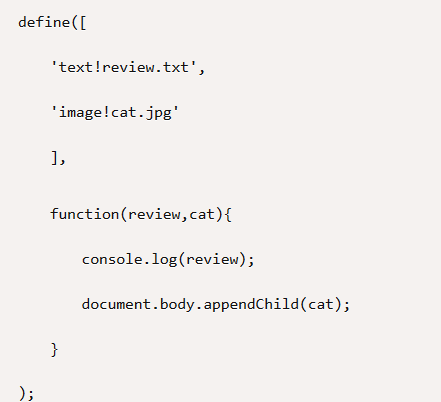 define([
'text!review.txt',
'image!cat.jpg'
],
function(review,cat){
console.log(review);
document.body.appendChild(cat);
}
);